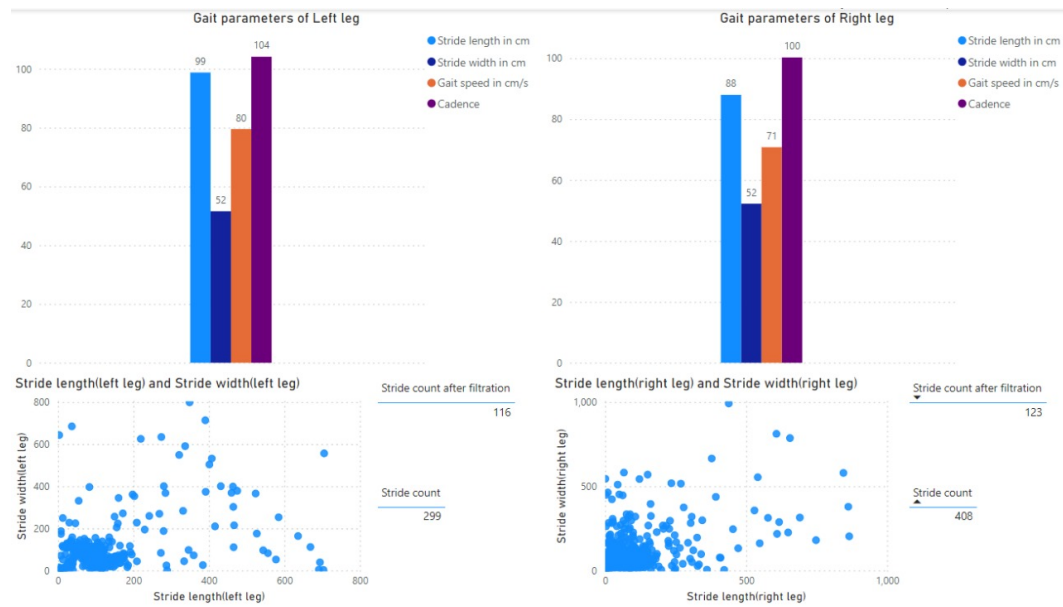 Gait parameters of Left leg
Stride length in cm
Stride width in cm
Gait speed in cm/s
Cadence
99
52
80
104
100
80
60
40
20
0
Gait parameters of Right leg
Stride length in cm
Stride width in cm
Gait speed in cm/s
Cadence
88
52
71
100
100
80
60
40
20
0
Stride length(left leg) and Stride width(left leg)
Stride width(left leg)
800
600
400
200
0
0 200 400 600 800
Stride length(left leg)
Stride count after filtration
116
Stride count
299
Stride length(right leg) and Stride width(right leg)
Stride width(right leg)
1,000
500
0
0 500 1,000
Stride length(right leg)
Stride count after filtration
123
Stride count
408